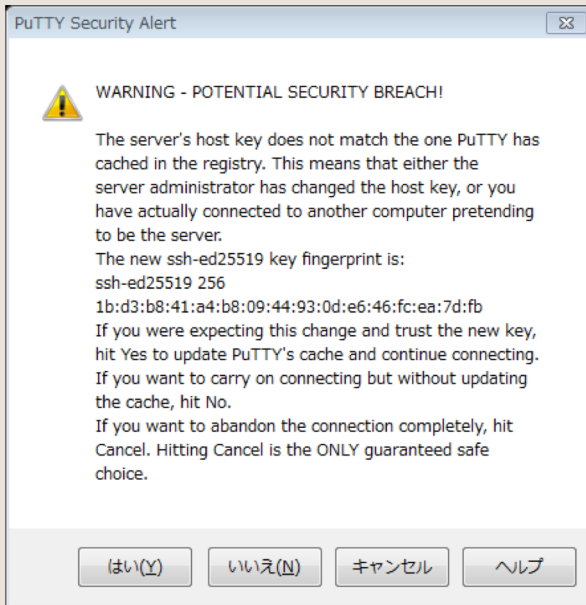 PuTTY Security Alert
WARNING - POTENTIAL SECURITY BREACH!
The server's host key does not match the one PuTTY has
cached in the registry. This means that either the
server administrator has changed the host key, or you
have actually connected to another computer pretending
to be the server.
The new ssh-ed25519 key fingerprint is:
ssh-ed25519 256
1b:d3:b8:41:a4:b8:09:44:93:0d:e6:46:fc:ea:7d:fb
If you were expecting this change and trust the new key,
hit Yes to update PuTTY's cache and continue connecting.
If you want to carry on connecting but without updating
the cache, hit No.
If you want to abandon the connection completely, hit
Cancel. Hitting Cancel is the ONLY guaranteed safe
choice.
はい(Y)
いいえ(N)
キャンセル
ヘルプ